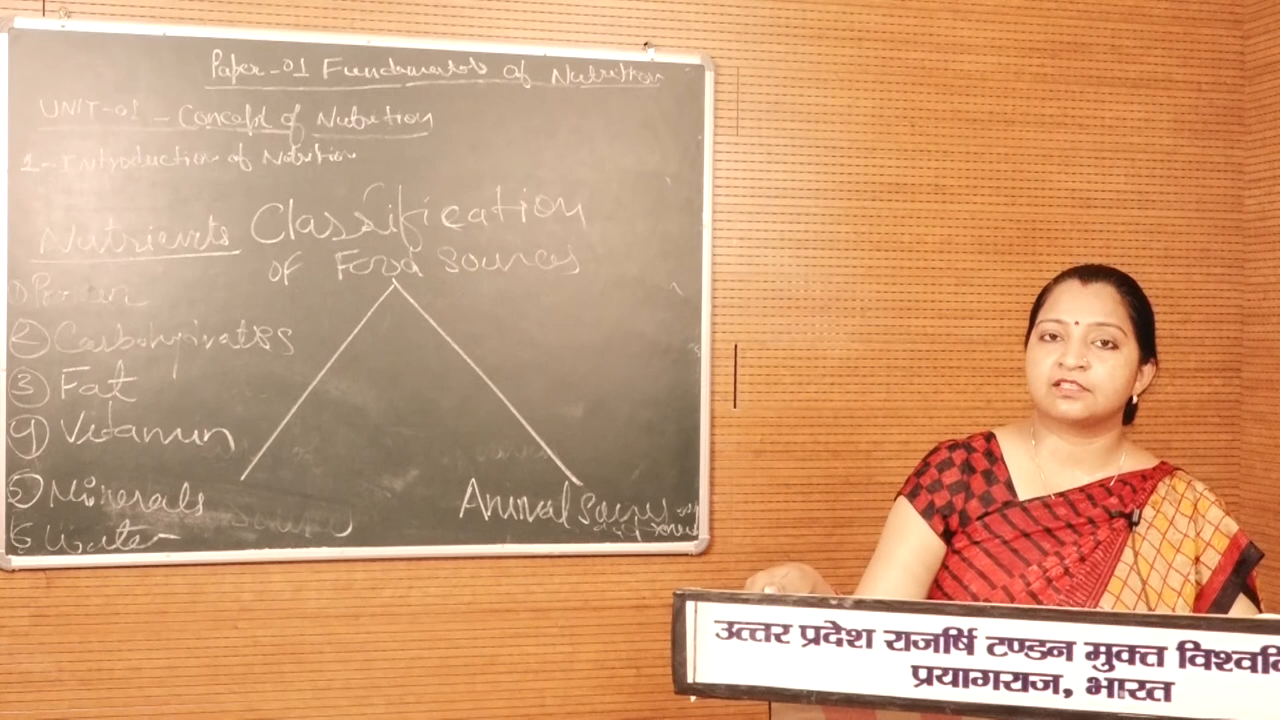 Paper-01 Fundamentals of Nutrition
UNIT-01 - Concept of Nutrition
1-Introduction of Nutrition
Classification
of Food sources
Nutrients
① Protein
② Carbohydrates
③ Fat
④ Vitamin
⑤ Minerals
6 Water
Animal
उत्तर प्रदेश राजर्षि टण्डन मुक्त
प्रयागराज, भारत